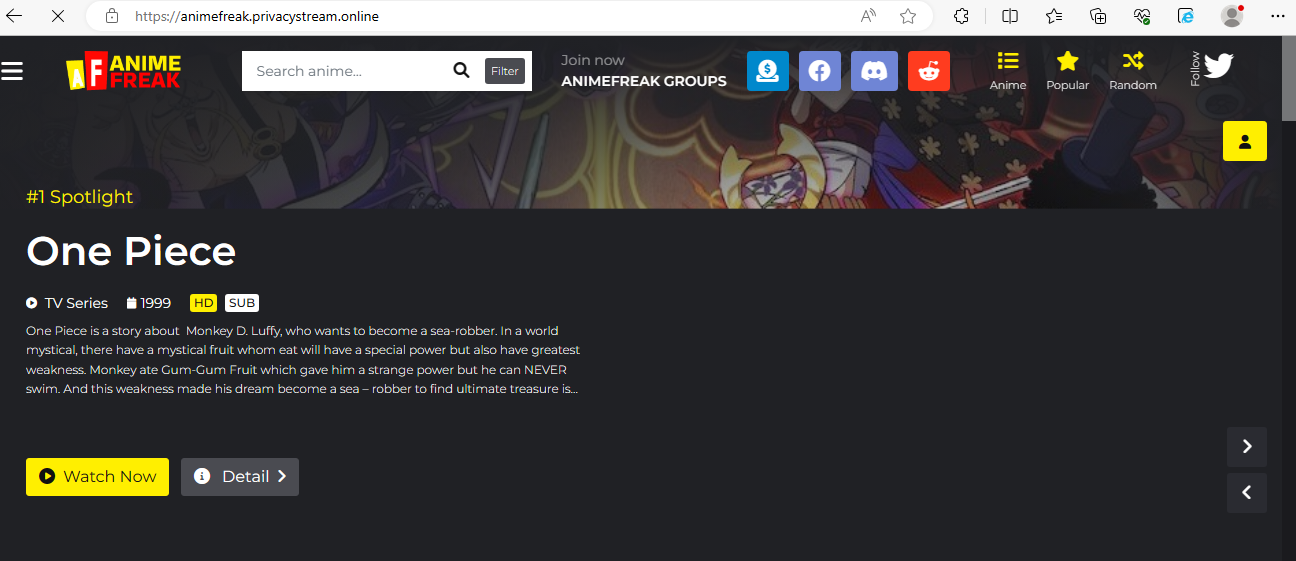 https://animefreak.privacystream.online
ANIME
FREAK
Search anime...
Filter
Join now
ANIMEFREAK GROUPS
Anime
Popular
Random
Follow
#1 Spotlight
One Piece
TV Series 1999 HD SUB
One Piece is a story about Monkey D. Luffy, who wants to become a sea-robber. In a world
mystical, there have a mystical fruit whom eat will have a special power but also have greatest
weakness. Monkey ate Gum-Gum Fruit which gave him a strange power but he can NEVER
swim. And this weakness made his dream become a sea – robber to find ultimate treasure is...
Watch Now
Detail